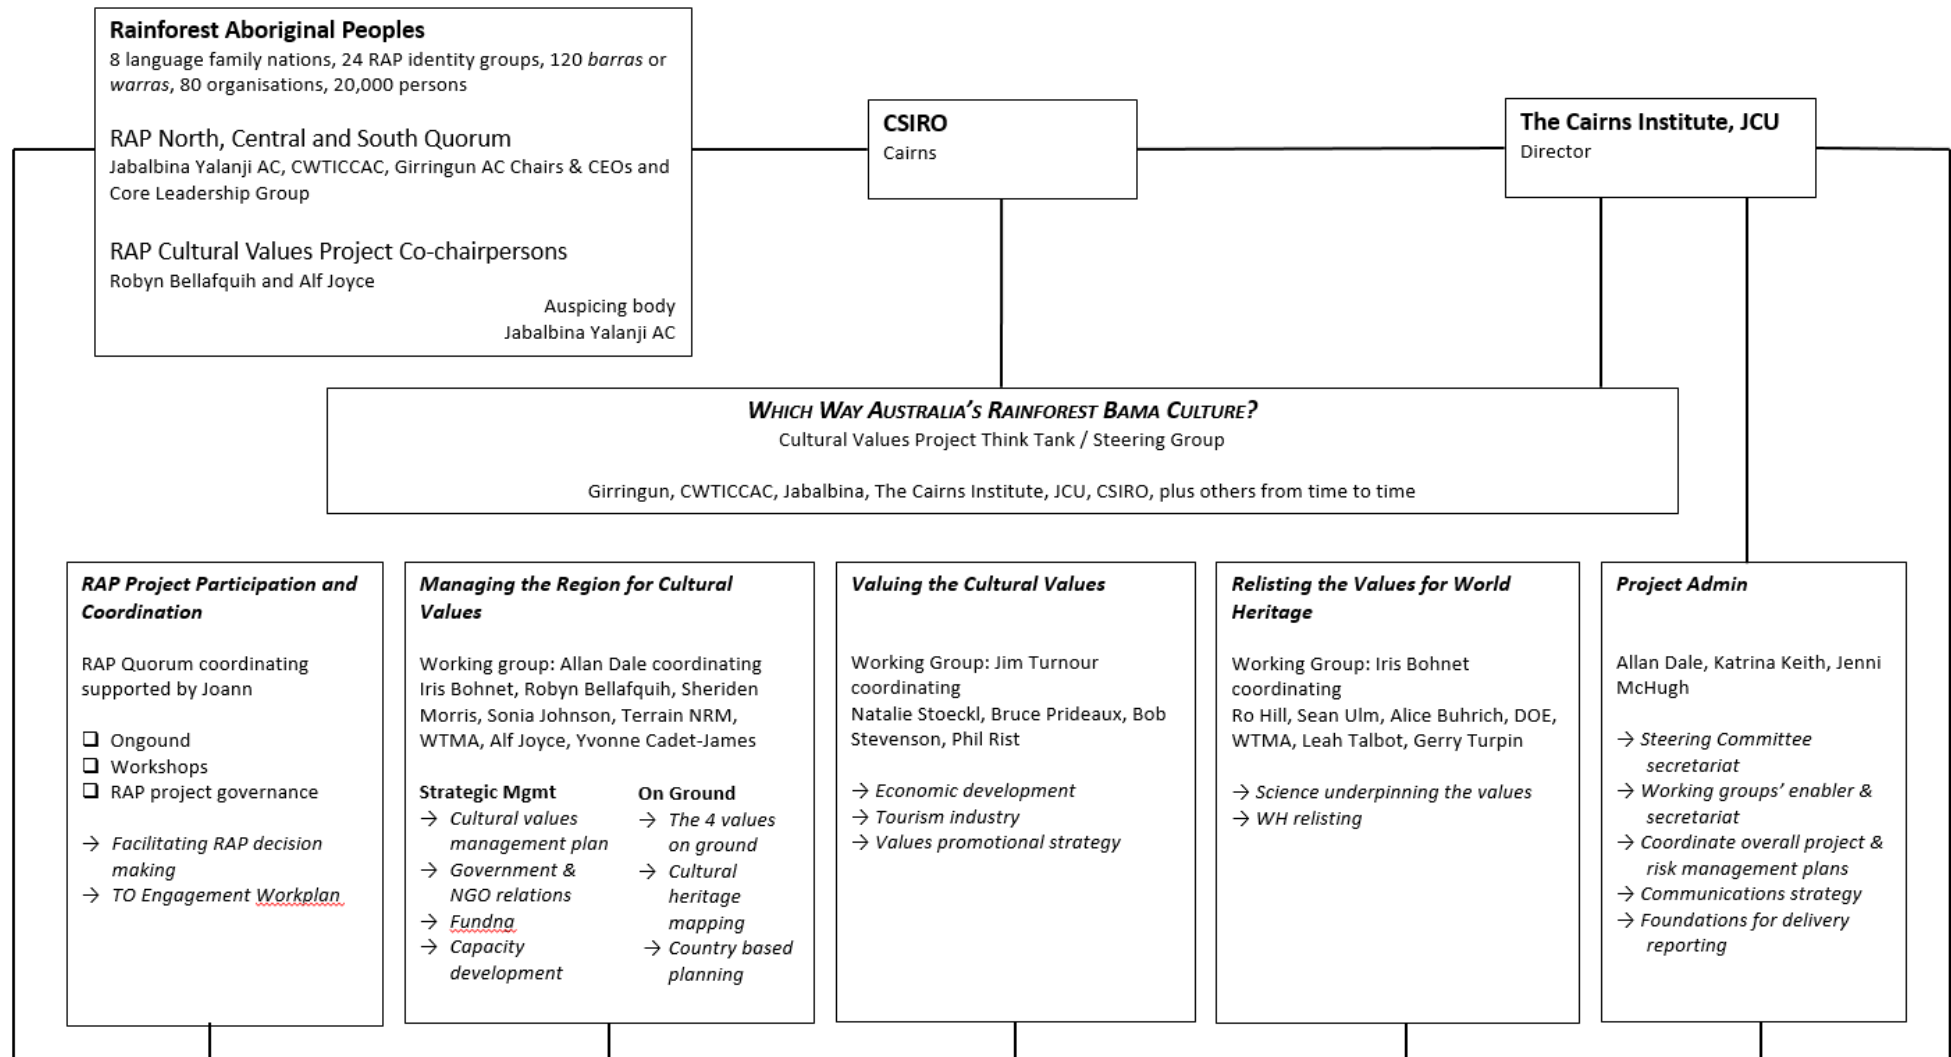 Rainforest Aboriginal Peoples
8 language family nations, 24 RAP identity groups, 120 barras or
warras, 80 organisations, 20,000 persons
RAP North, Central and South Quorum
Jabalbina Yalanji AC, CWTICCAC, Girringun AC Chairs & CEOs and
Core Leadership Group
RAP Cultural Values Project Co-chairpersons
Robyn Bellafquih and Alf Joyce
Auspicing body
Jabalbina Yalanji AC
CSIRO
Cairns
The Cairns Institute, JCU
Director
WHICH WAY AUSTRALIA'S RAINFOREST BAMA CULTURE?
Cultural Values Project Think Tank / Steering Group
Girringun, CWTICCAC, Jabalbina, The Cairns Institute, JCU, CSIRO, plus others from time to time
RAP Project Participation and
Coordination
RAP Quorum coordinating
supported by Joann
❑ Ongound
❑ Workshops
❑ RAP project governance
→ Facilitating RAP decision
making
→ TO Engagement Workplan
Managing the Region for Cultural
Values
Working group: Allan Dale coordinating
Iris Bohnet, Robyn Bellafquih, Sheriden
Morris, Sonia Johnson, Terrain NRM,
WTMA, Alf Joyce, Yvonne Cadet-James
Strategic Mgmt
→ Cultural values
management plan
→ Government &
NGO relations
→ Fundng
→ Capacity
development
On Ground
→ The 4 values
on ground
→ Cultural
heritage
mapping
→ Country based
planning
Valuing the Cultural Values
Working Group: Jim Turnour
coordinating
Natalie Stoeckl, Bruce Prideaux, Bob
Stevenson, Phil Rist
→ Economic development
→ Tourism industry
→ Values promotional strategy
Relisting the Values for World
Heritage
Working Group: Iris Bohnet
coordinating
Ro Hill, Sean Ulm, Alice Buhrich, DOE,
WTMA, Leah Talbot, Gerry Turpin
→ Science underpinning the values
→ WH relisting
Project Admin
Allan Dale, Katrina Keith, Jenni
McHugh
→ Steering Committee
secretariat
→ Working groups' enabler &
secretariat
→ Coordinate overall project &
risk management plans
→ Communications strategy
→ Foundations for delivery
reporting